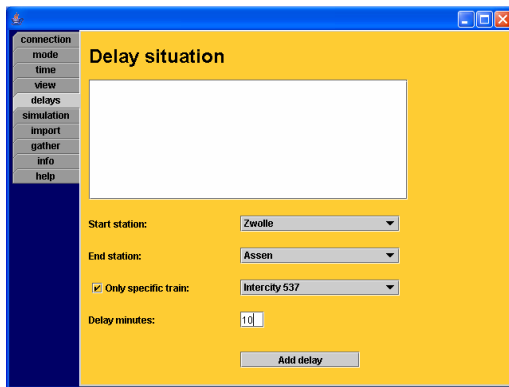 connection
mode
time
view
delays
simulation
import
gather
info
help
Delay situation
Start station: Zwolle
End station: Assen
Only specific train: Intercity 537
Delay minutes: 10
Add delay